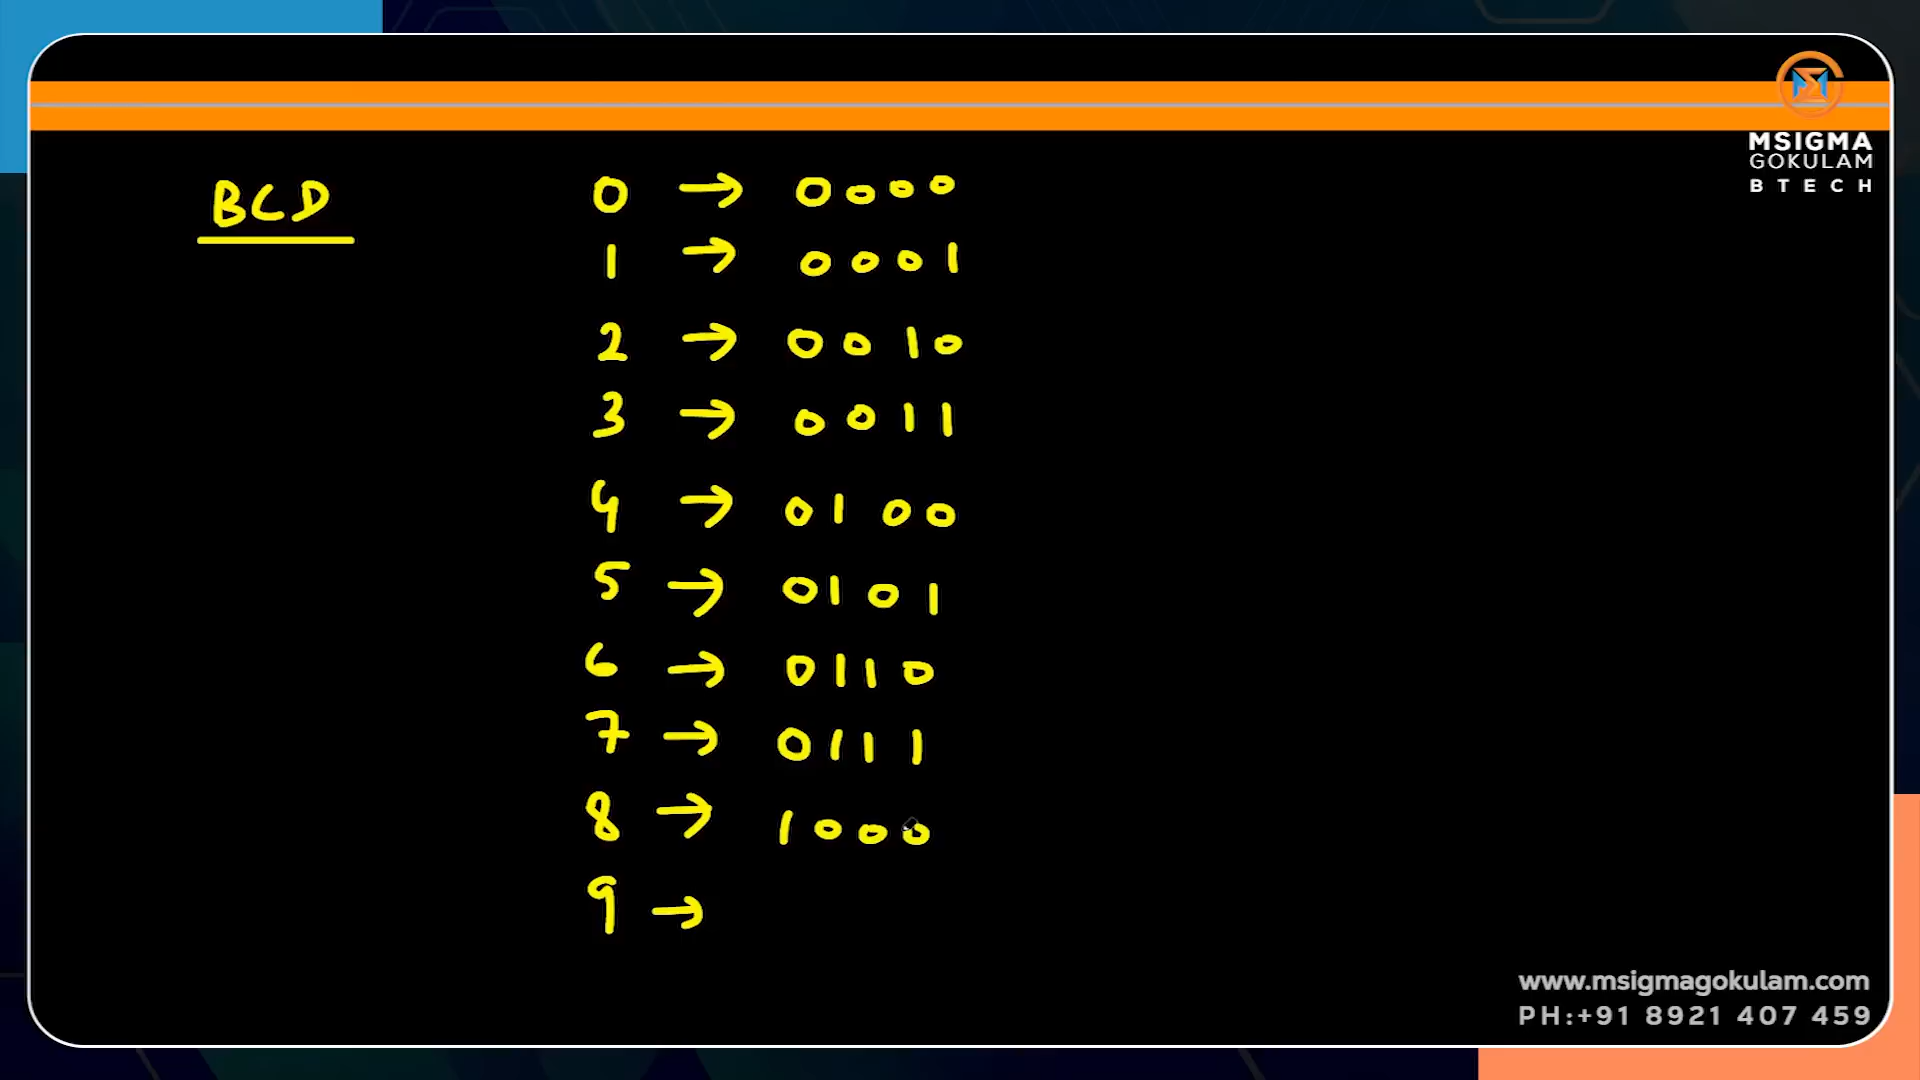 MSIGMA
GOKULAM
BTECH
BCD
0 → 0000
1 → 0001
2 → 0010
3 → 0011
4 → 0100
5 → 0101
6 → 0110
7 → 0111
8 → 1000
9 →
www.msigmagokulam.com
PH:+91 8921 407 459